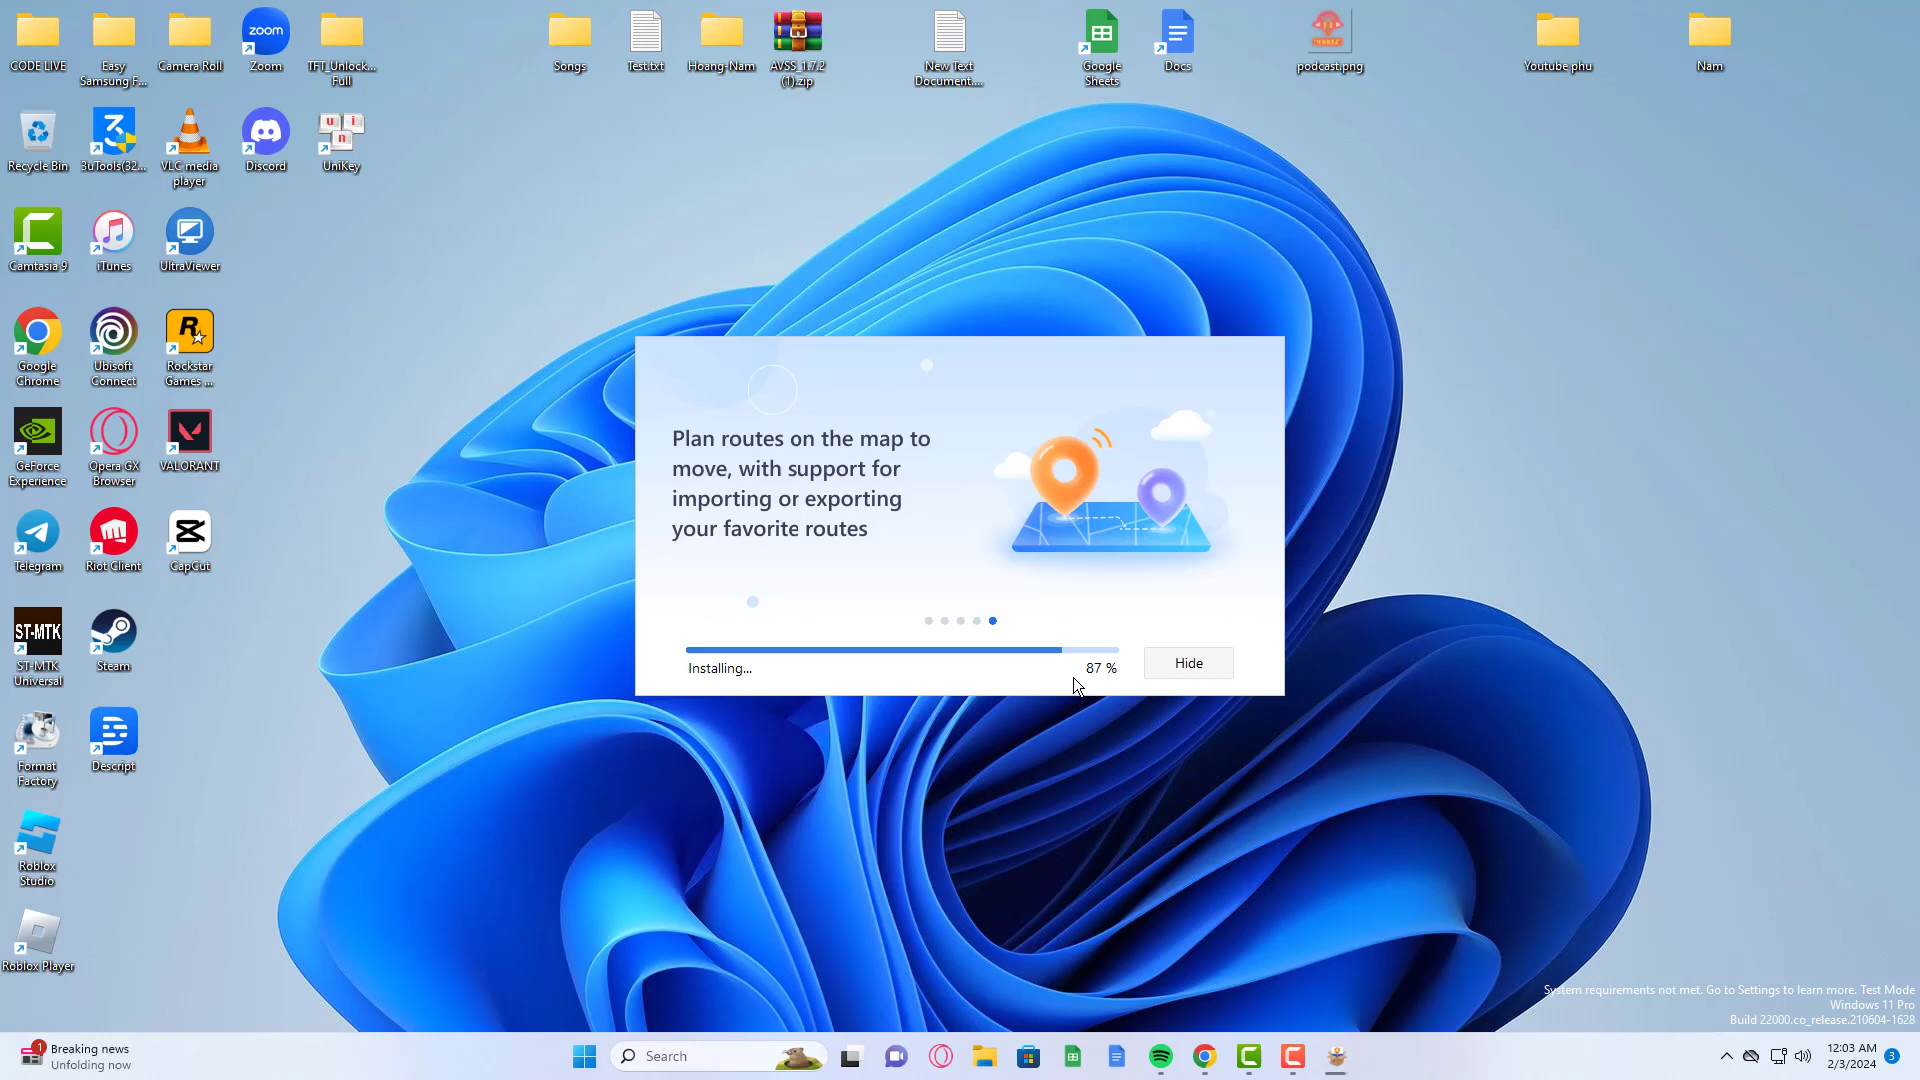 CODE LIVE
Easy
Samsung F...
Camera Roll
zoom
Zoom
TFT_Unlock...
Full
Songs
Test.txt
Hoang-Nam
AVSS_1.7.2
(1).zip
New Text
Document....
Google
Sheets
Docs
podcast.png
Youtube phu
Nam
Recycle Bin
3uTools(32...
VLC media
player
Discord
u n i
UniKey
Camtasia 9
iTunes
UltraViewer
Google
Chrome
Ubisoft
Connect
R
Rockstar
Games ...
GeForce
Experience
Opera GX
Browser
VALORANT
Telegram
Riot Client
CapCut
ST-MTK
ST-MTK
Universal
Steam
Format
Factory
Descript
Roblox
Studio
Roblox Player
Plan routes on the map to
move, with support for
importing or exporting
your favorite routes
Installing...
87 %
Hide
System requirements not met. Go to Settings to learn more. Test Mode
Windows 11 Pro
Build 22000.co_release.210604-1628
1
Breaking news
Unfolding now
Search
12:03 AM
2/3/2024
3